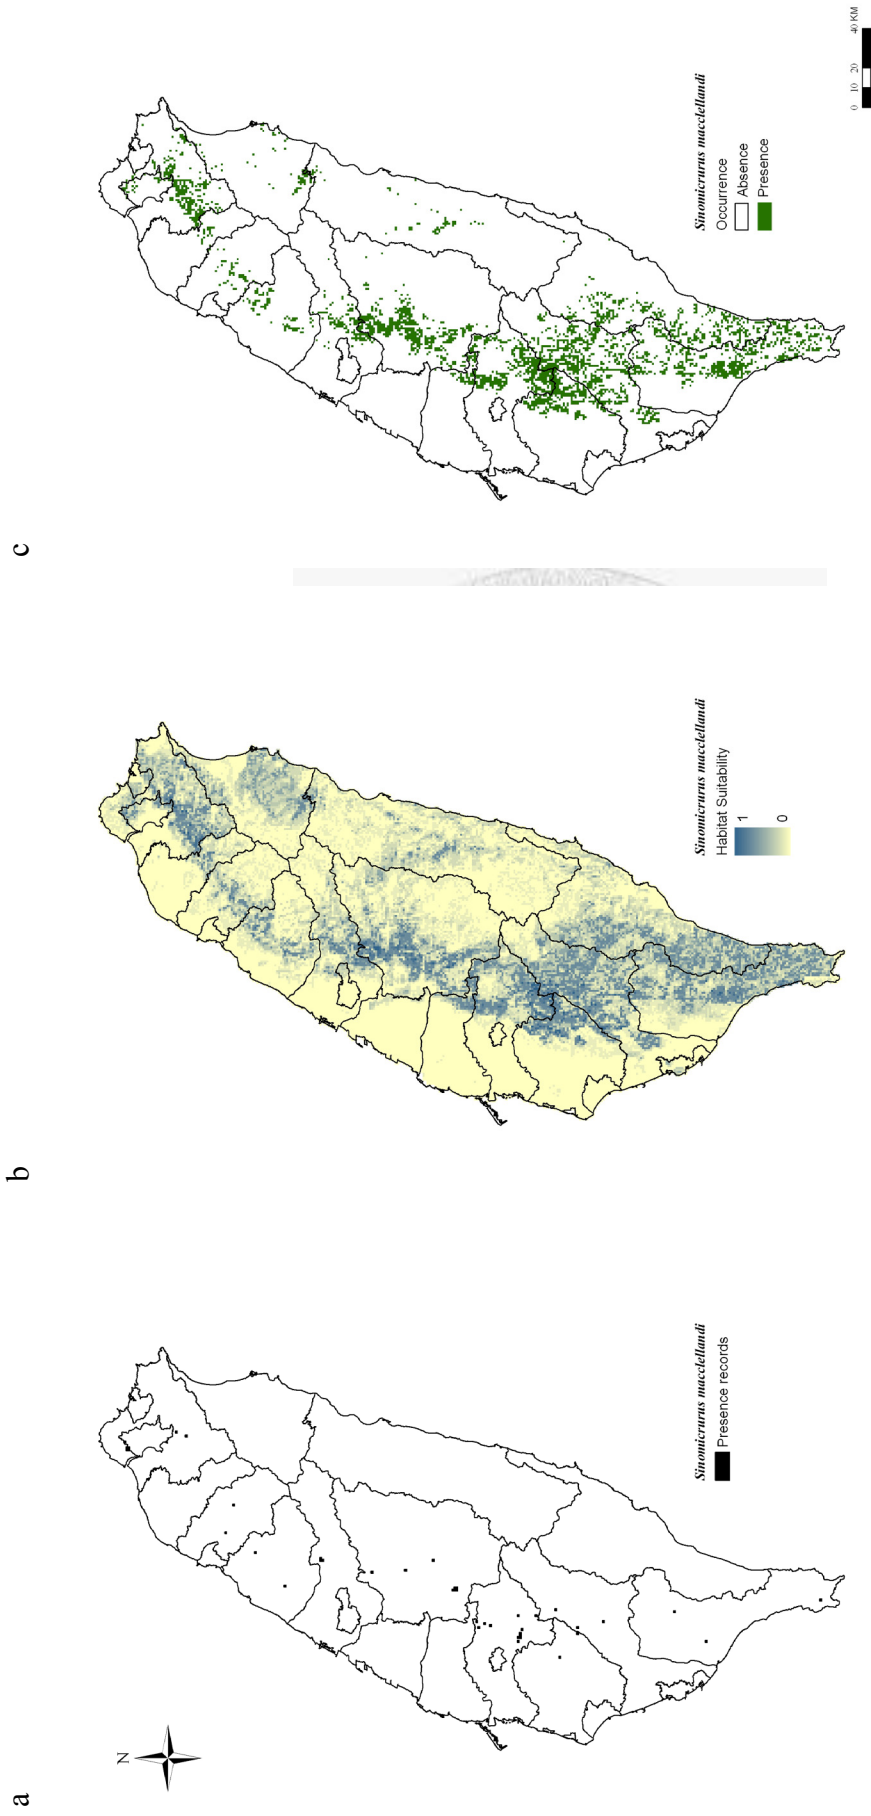 a
N
Sinomicrurus macclellandi
Presence records
b
Sinomicrurus macclellandi
Habitat Suitability
1
0
c
Sinomicrurus macclellandi
Occurrence
Absence
Presence
0 10 20 40 KM